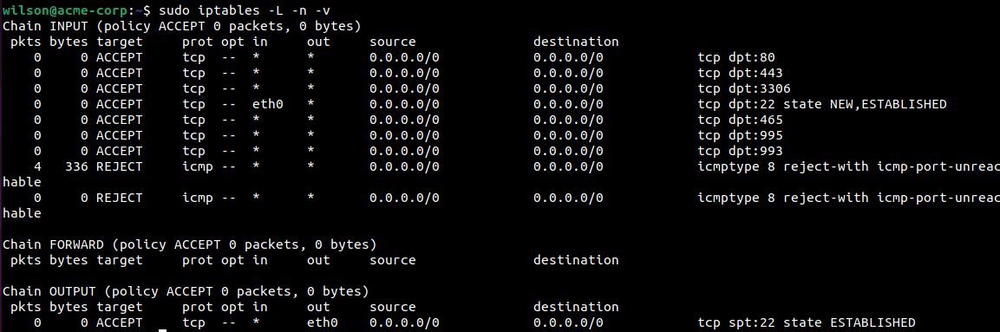 wilson@acme-corp:~$ sudo iptables -L -n -v
Chain INPUT (policy ACCEPT 0 packets, 0 bytes)
 pkts bytes target     prot opt in     out     source               destination
    0     0 ACCEPT     tcp  --  *      *       0.0.0.0/0            0.0.0.0/0            tcp dpt:80
    0     0 ACCEPT     tcp  --  *      *       0.0.0.0/0            0.0.0.0/0            tcp dpt:443
    0     0 ACCEPT     tcp  --  *      *       0.0.0.0/0            0.0.0.0/0            tcp dpt:3306
    0     0 ACCEPT     tcp  --  eth0   *       0.0.0.0/0            0.0.0.0/0            tcp dpt:22 state NEW,ESTABLISHED
    0     0 ACCEPT     tcp  --  *      *       0.0.0.0/0            0.0.0.0/0            tcp dpt:465
    0     0 ACCEPT     tcp  --  *      *       0.0.0.0/0            0.0.0.0/0            tcp dpt:995
    0     0 ACCEPT     tcp  --  *      *       0.0.0.0/0            0.0.0.0/0            tcp dpt:993
    4   336 REJECT     icmp --  *      *       0.0.0.0/0            0.0.0.0/0            icmptype 8 reject-with icmp-port-unreac
hable
    0     0 REJECT     icmp --  *      *       0.0.0.0/0            0.0.0.0/0            icmptype 8 reject-with icmp-port-unreac
hable

Chain FORWARD (policy ACCEPT 0 packets, 0 bytes)
 pkts bytes target     prot opt in     out     source               destination

Chain OUTPUT (policy ACCEPT 0 packets, 0 bytes)
 pkts bytes target     prot opt in     out     source               destination
    0     0 ACCEPT     tcp  --  *      eth0    0.0.0.0/0            0.0.0.0/0            tcp spt:22 state ESTABLISHED